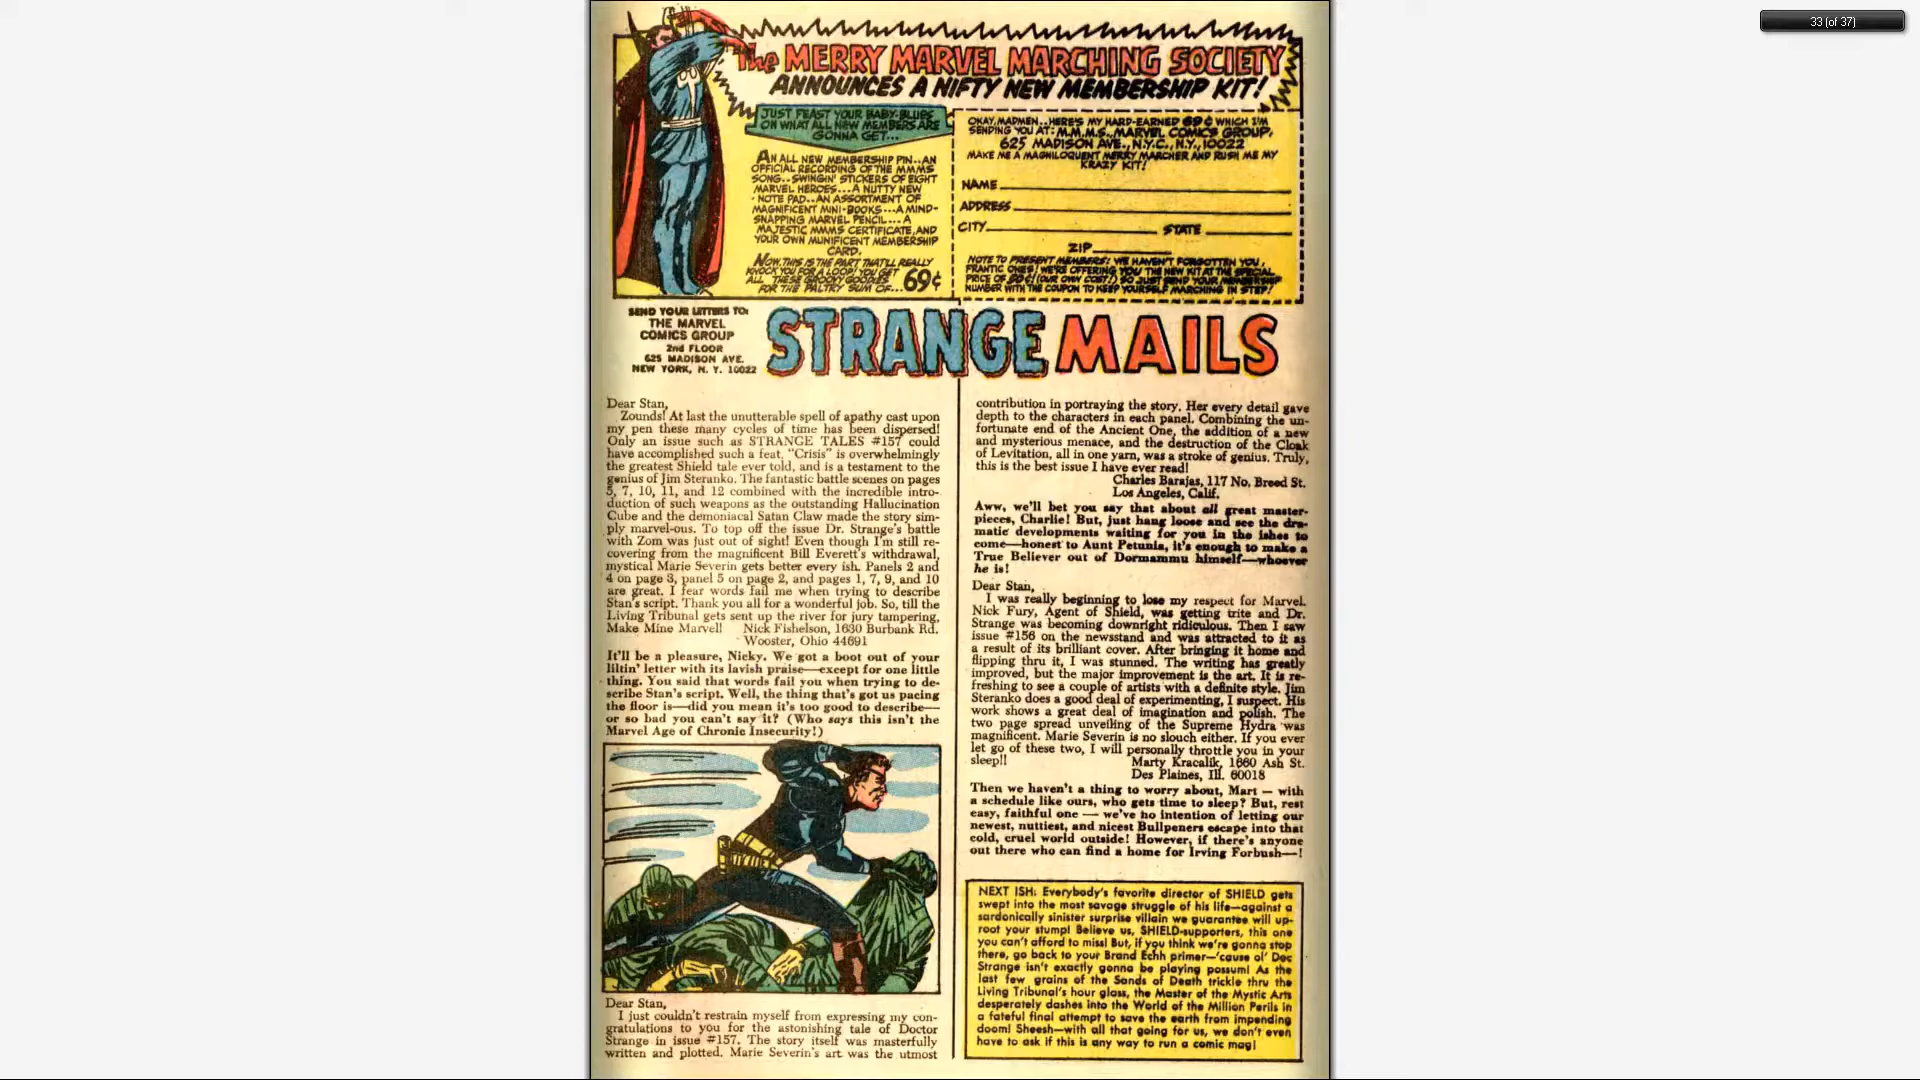 33 (of 37)
The MERRY MARVEL MARCHING SOCIETY
ANNOUNCES A NIFTY NEW MEMBERSHIP KIT!
JUST FEAST YOUR BABY-BLUES
ON WHAT ALL NEW MEMBERS ARE
GONNA GET...
AN ALL NEW MEMBERSHIP PIN...AN
OFFICIAL RECORDING OF THE MMMS
SONG...SWINGIN' STICKERS OF EIGHT
MARVEL HEROES...A NUTTY NEW
NOTE PAD...AN ASSORTMENT OF
MAGNIFICENT MINI-BOOKS...A MIND-
SNAPPING MARVEL PENCIL...A
MAJESTIC MMMS CERTIFICATE, AND
YOUR OWN MUNIFICENT MEMBERSHIP
CARD.
NOW, THIS IS THE PART THAT'LL REALLY
KNOCK YOU FOR A LOOP! YOU GET
ALL THESE GROOVY GOODIES
FOR THE PALTRY SUM OF... 69¢
OKAY, MADMEN...HERE'S MY HARD-EARNED 69¢ WHICH I'M
SENDING YOU AT: M.M.M.S., MARVEL COMICS GROUP,
625 MADISON AVE., N.Y.C., N.Y., 10022
MAKE ME A MAGNILOQUENT MERRY MARCHER AND RUSH ME MY
KRAZY KIT!
NAME
ADDRESS
CITY STATE
ZIP
NOTE TO PRESENT MEMBERS: WE HAVEN'T FORGOTTEN YOU,
FRANTIC ONES! WE'RE OFFERING YOU THE NEW KIT AT THE SPECIAL
PRICE OF 50¢! (OUR OWN COST!) SO JUST SEND YOUR MEMBERSHIP
NUMBER WITH THE COUPON TO KEEP YOURSELF MARCHING IN STEP!
SEND YOUR LETTERS TO:
THE MARVEL
COMICS GROUP
2nd FLOOR
625 MADISON AVE.
NEW YORK, N. Y. 10022
STRANGE MAILS
Dear Stan,
Zounds! At last the unutterable spell of apathy cast upon
my pen these many cycles of time has been dispersed!
Only an issue such as STRANGE TALES #157 could
have accomplished such a feat. "Crisis" is overwhelmingly
the greatest Shield tale ever told, and is a testament to the
genius of Jim Steranko. The fantastic battle scenes on pages
5, 7, 10, 11, and 12 combined with the incredible intro-
duction of such weapons as the outstanding Hallucination
Cube and the demoniacal Satan Claw made the story sim-
ply marvel-ous. To top off the issue Dr. Strange's battle
with Zom was just out of sight! Even though I'm still re-
covering from the magnificent Bill Everett's withdrawal,
mystical Marie Severin gets better every ish. Panels 2 and
4 on page 3, panel 5 on page 2, and pages 1, 7, 9, and 10
are great. I fear words fail me when trying to describe
Stan's script. Thank you all for a wonderful job. So, till the
Living Tribunal gets sent up the river for jury tampering,
Make Mine Marvel! Nick Fishelson, 1630 Burbank Rd.
Wooster, Ohio 44691
It'll be a pleasure, Nicky. We got a boot out of your
liltin' letter with its lavish praise—except for one little
thing. You said that words fail you when trying to de-
scribe Stan's script. Well, the thing that's got us pacing
the floor is—did you mean it's too good to describe—
or so bad you can't say it? (Who says this isn't the
Marvel Age of Chronic Insecurity!)
Dear Stan,
I just couldn't restrain myself from expressing my con-
gratulations to you for the astonishing tale of Doctor
Strange in issue #157. The story itself was masterfully
written and plotted. Marie Severin's art was the utmost
contribution in portraying the story. Her every detail gave
depth to the characters in each panel. Combining the un-
fortunate end of the Ancient One, the addition of a new
and mysterious menace, and the destruction of the Cloak
of Levitation, all in one yarn, was a stroke of genius. Truly,
this is the best issue I have ever read!
Charles Barajas, 117 No. Breed St.
Los Angeles, Calif.
Aww, we'll bet you say that about all great master-
pieces, Charlie! But, just hang loose and see the dra-
matic developments waiting for you in the ishes to
come—honest to Aunt Petunia, it's enough to make a
True Believer out of Dormammu himself—whoever
he is!
Dear Stan,
I was really beginning to lose my respect for Marvel.
Nick Fury, Agent of Shield, was getting trite and Dr.
Strange was becoming downright ridiculous. Then I saw
issue #156 on the newsstand and was attracted to it as
a result of its brilliant cover. After bringing it home and
flipping thru it, I was stunned. The writing has greatly
improved, but the major improvement is the art. It is re-
freshing to see a couple of artists with a definite style. Jim
Steranko does a good deal of experimenting, I suspect. His
work shows a great deal of imagination and polish. The
two page spread unveiling of the Supreme Hydra was
magnificent. Marie Severin is no slouch either. If you ever
let go of these two, I will personally throttle you in your
sleep!! Marty Kracalik, 1660 Ash St.
Des Plaines, Ill. 60018
Then we haven't a thing to worry about, Mart — with
a schedule like ours, who gets time to sleep? But, rest
easy, faithful one — we've no intention of letting our
newest, nuttiest, and nicest Bullpeners escape into that
cold, cruel world outside! However, if there's anyone
out there who can find a home for Irving Forbush—!
NEXT ISH: Everybody's favorite director of SHIELD gets
swept into the most savage struggle of his life—against a
sardonically sinister surprise villain we guarantee will up-
root your stump! Believe us, SHIELD-supporters, this one
you can't afford to miss! But, if you think we're gonna stop
there, go back to your Brand Echh primer—'cause ol' Doc
Strange isn't exactly gonna be playing possum! As the
last few grains of the Sands of Death trickle thru the
Living Tribunal's hour glass, the Master of the Mystic Arts
desperately dashes into the World of the Million Perils in
a fateful final attempt to save the earth from impending
doom! Sheesh—with all that going for us, we don't even
have to ask if this is any way to run a comic mag!